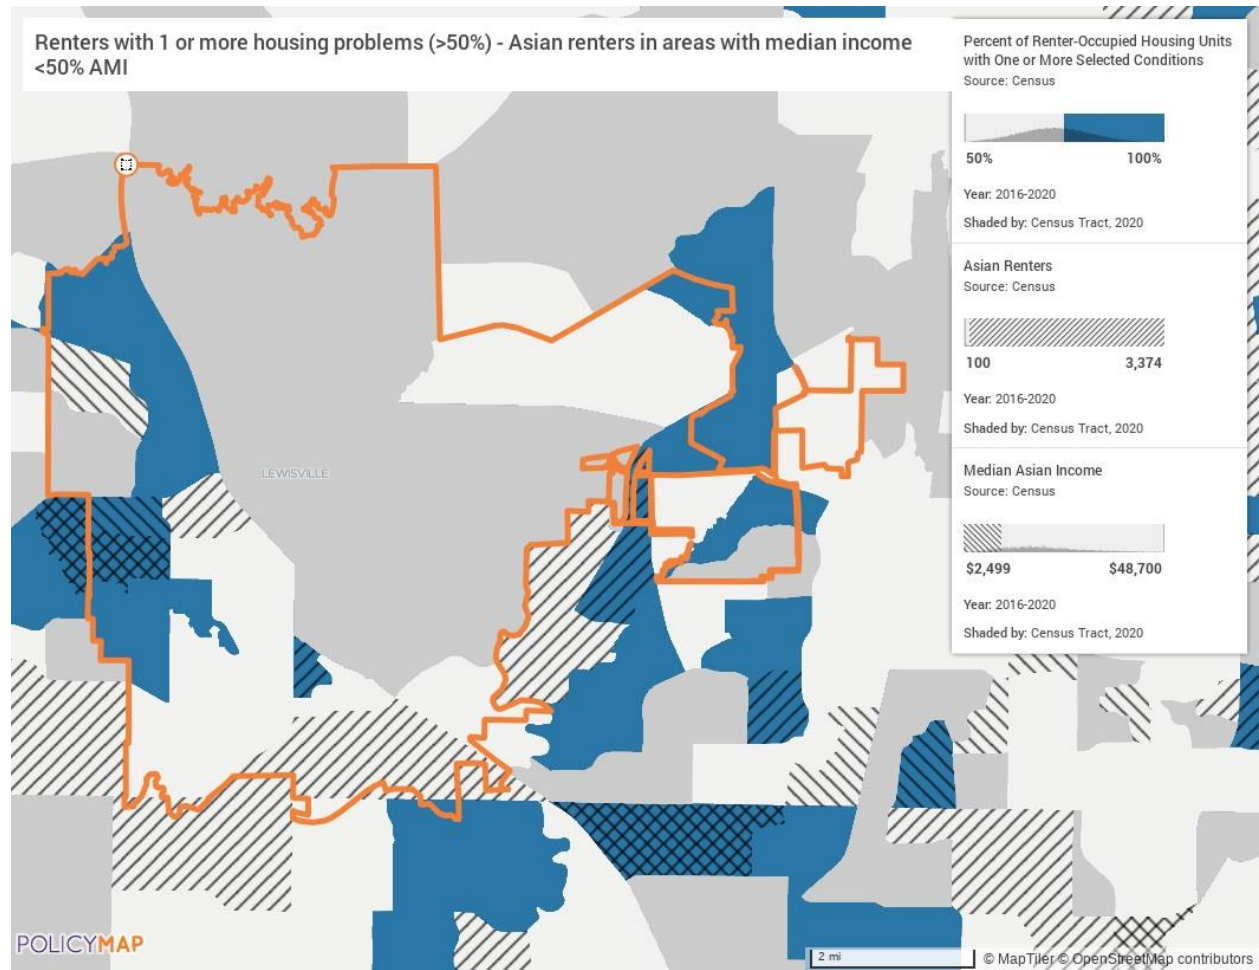 Renters with 1 or more housing problems (>50%) - Asian renters in areas with median income
<50% AMI
Percent of Renter-Occupied Housing Units
with One or More Selected Conditions
Source: Census
50% 100%
Year: 2016-2020
Shaded by: Census Tract, 2020
Asian Renters
Source: Census
100 3,374
Year: 2016-2020
Shaded by: Census Tract, 2020
Median Asian Income
Source: Census
$2,499 $48,700
Year: 2016-2020
Shaded by: Census Tract, 2020
LEWISVILLE
POLICYMAP
2 mi
© MapTiler © OpenStreetMap contributors